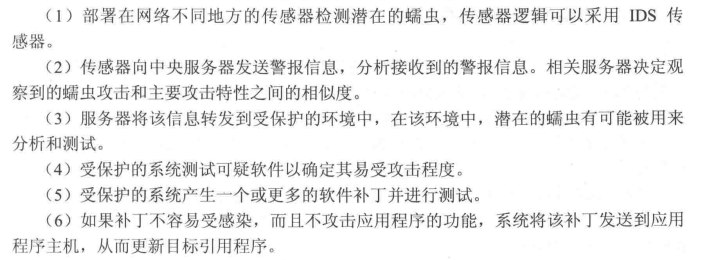 （1）部署在网络不同地方的传感器检测潜在的蠕虫，传感器逻辑可以采用 IDS 传
感器。
（2）传感器向中央服务器发送警报信息，分析接收到的警报信息。相关服务器决定观
察到的蠕虫攻击和主要攻击特性之间的相似度。
（3）服务器将该信息转发到受保护的环境中，在该环境中，潜在的蠕虫有可能被用来
分析和测试。
（4）受保护的系统测试可疑软件以确定其易受攻击程度。
（5）受保护的系统产生一个或更多的软件补丁并进行测试。
（6）如果补丁不容易受感染，而且不攻击应用程序的功能，系统将该补丁发送到应用
程序主机，从而更新目标引用程序。